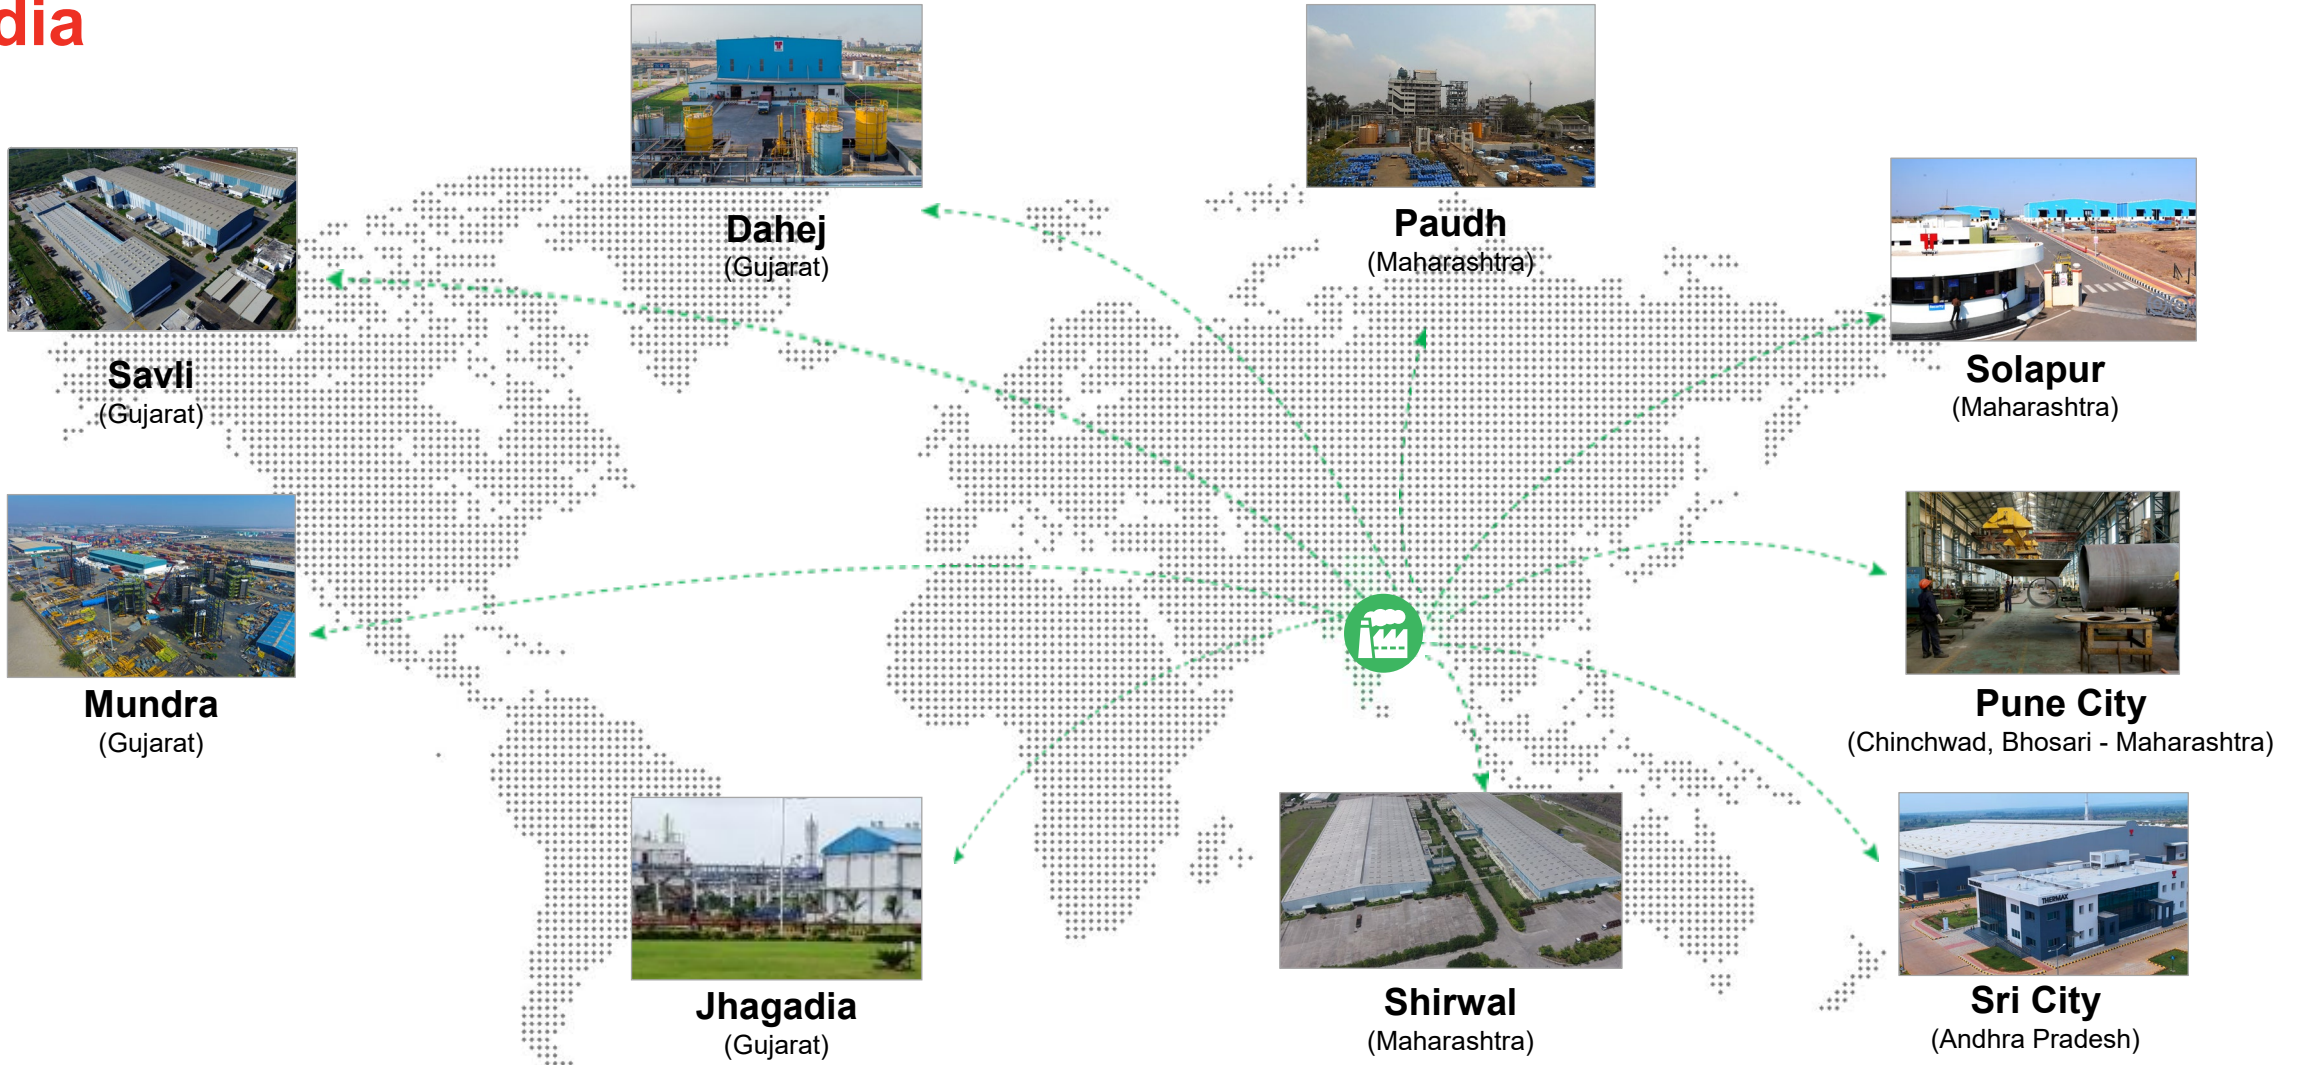 dia
Dahej
(Gujarat)
Paudh
(Maharashtra)
Savli
(Gujarat)
Solapur
(Maharashtra)
Mundra
(Gujarat)
Pune City
(Chinchwad, Bhosari - Maharashtra)
THERMAX
Jhagadia
(Gujarat)
Shirwal
(Maharashtra)
Sri City
(Andhra Pradesh)